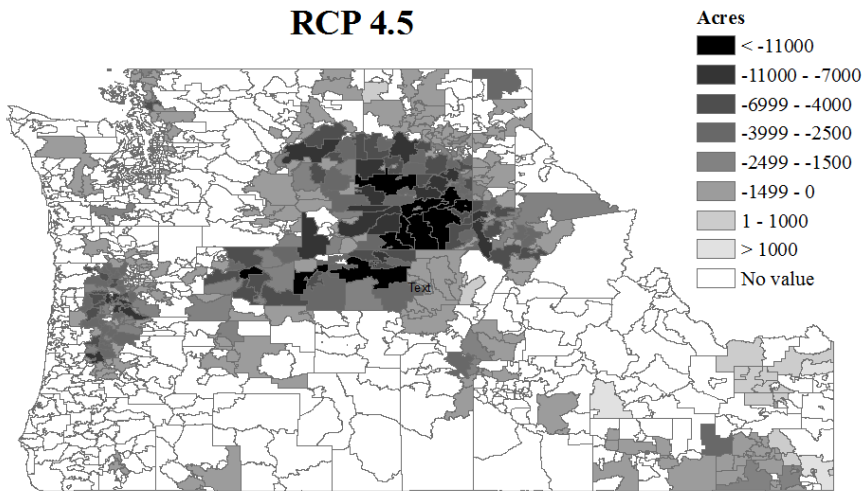 RCP 4.5
Acres
< -11000
-11000 - -7000
-6999 - -4000
-3999 - -2500
-2499 - -1500
-1499 - 0
1 - 1000
> 1000
No value
Text